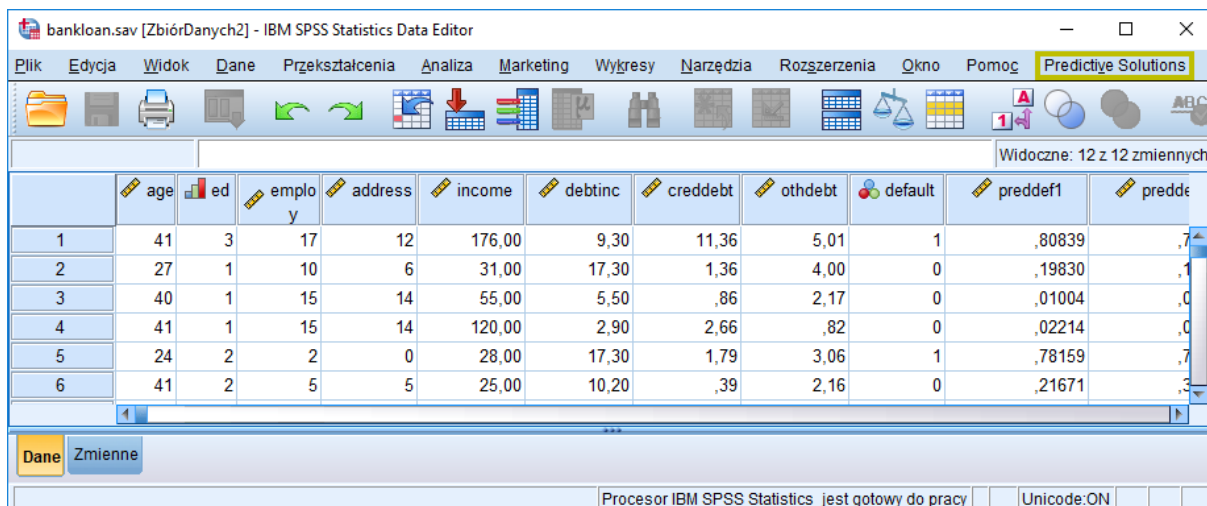 bankloan.sav [ZbiórDanych2] - IBM SPSS Statistics Data Editor
Plik Edycja Widok Dane Przekształcenia Analiza Marketing Wykresy Narzędzia Rozszerzenia Okno Pomoc Predictive Solutions
Widoczne: 12 z 12 zmiennych
age ed emplo address income debtinc creddebt othdebt default preddef1 predde
y
1 41 3 17 12 176,00 9,30 11,36 5,01 1 ,80839 ,7
2 27 1 10 6 31,00 17,30 1,36 4,00 0 ,19830 ,1
3 40 1 15 14 55,00 5,50 ,86 2,17 0 ,01004 ,0
4 41 1 15 14 120,00 2,90 2,66 ,82 0 ,02214 ,0
5 24 2 2 0 28,00 17,30 1,79 3,06 1 ,78159 ,7
6 41 2 5 5 25,00 10,20 ,39 2,16 0 ,21671 ,3
Dane Zmienne
Procesor IBM SPSS Statistics jest gotowy do pracy Unicode:ON